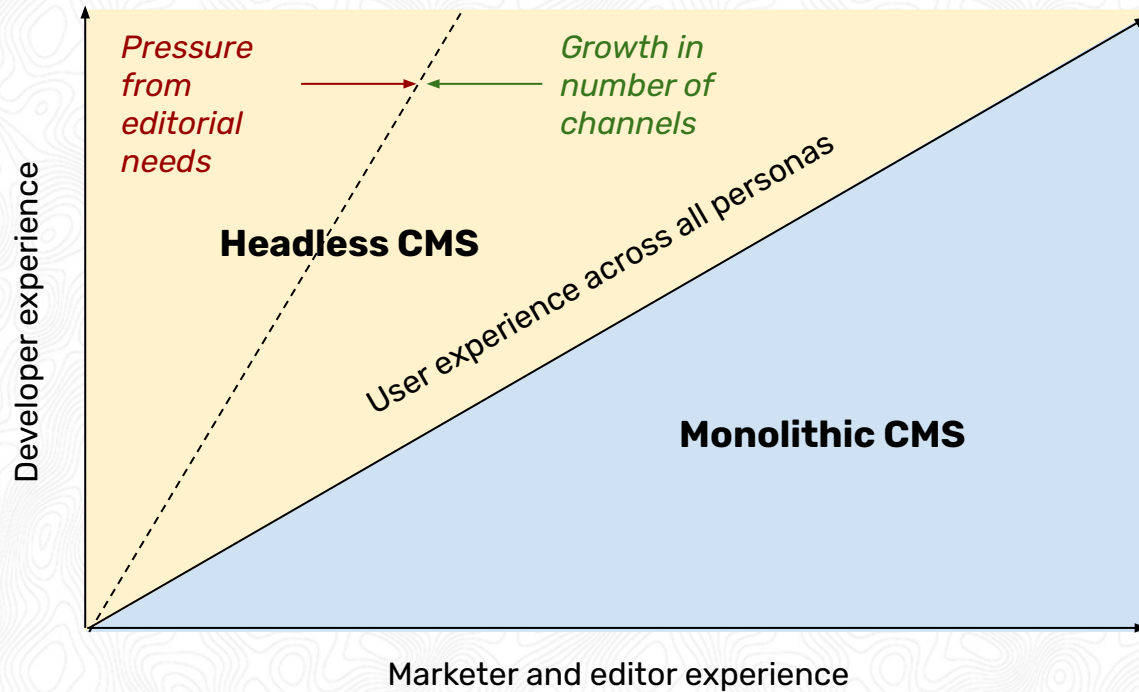 Pressure
from
editorial
needs
Growth in
number of
channels
Developer experience
Headless CMS
User experience across all personas
Monolithic CMS
Marketer and editor experience